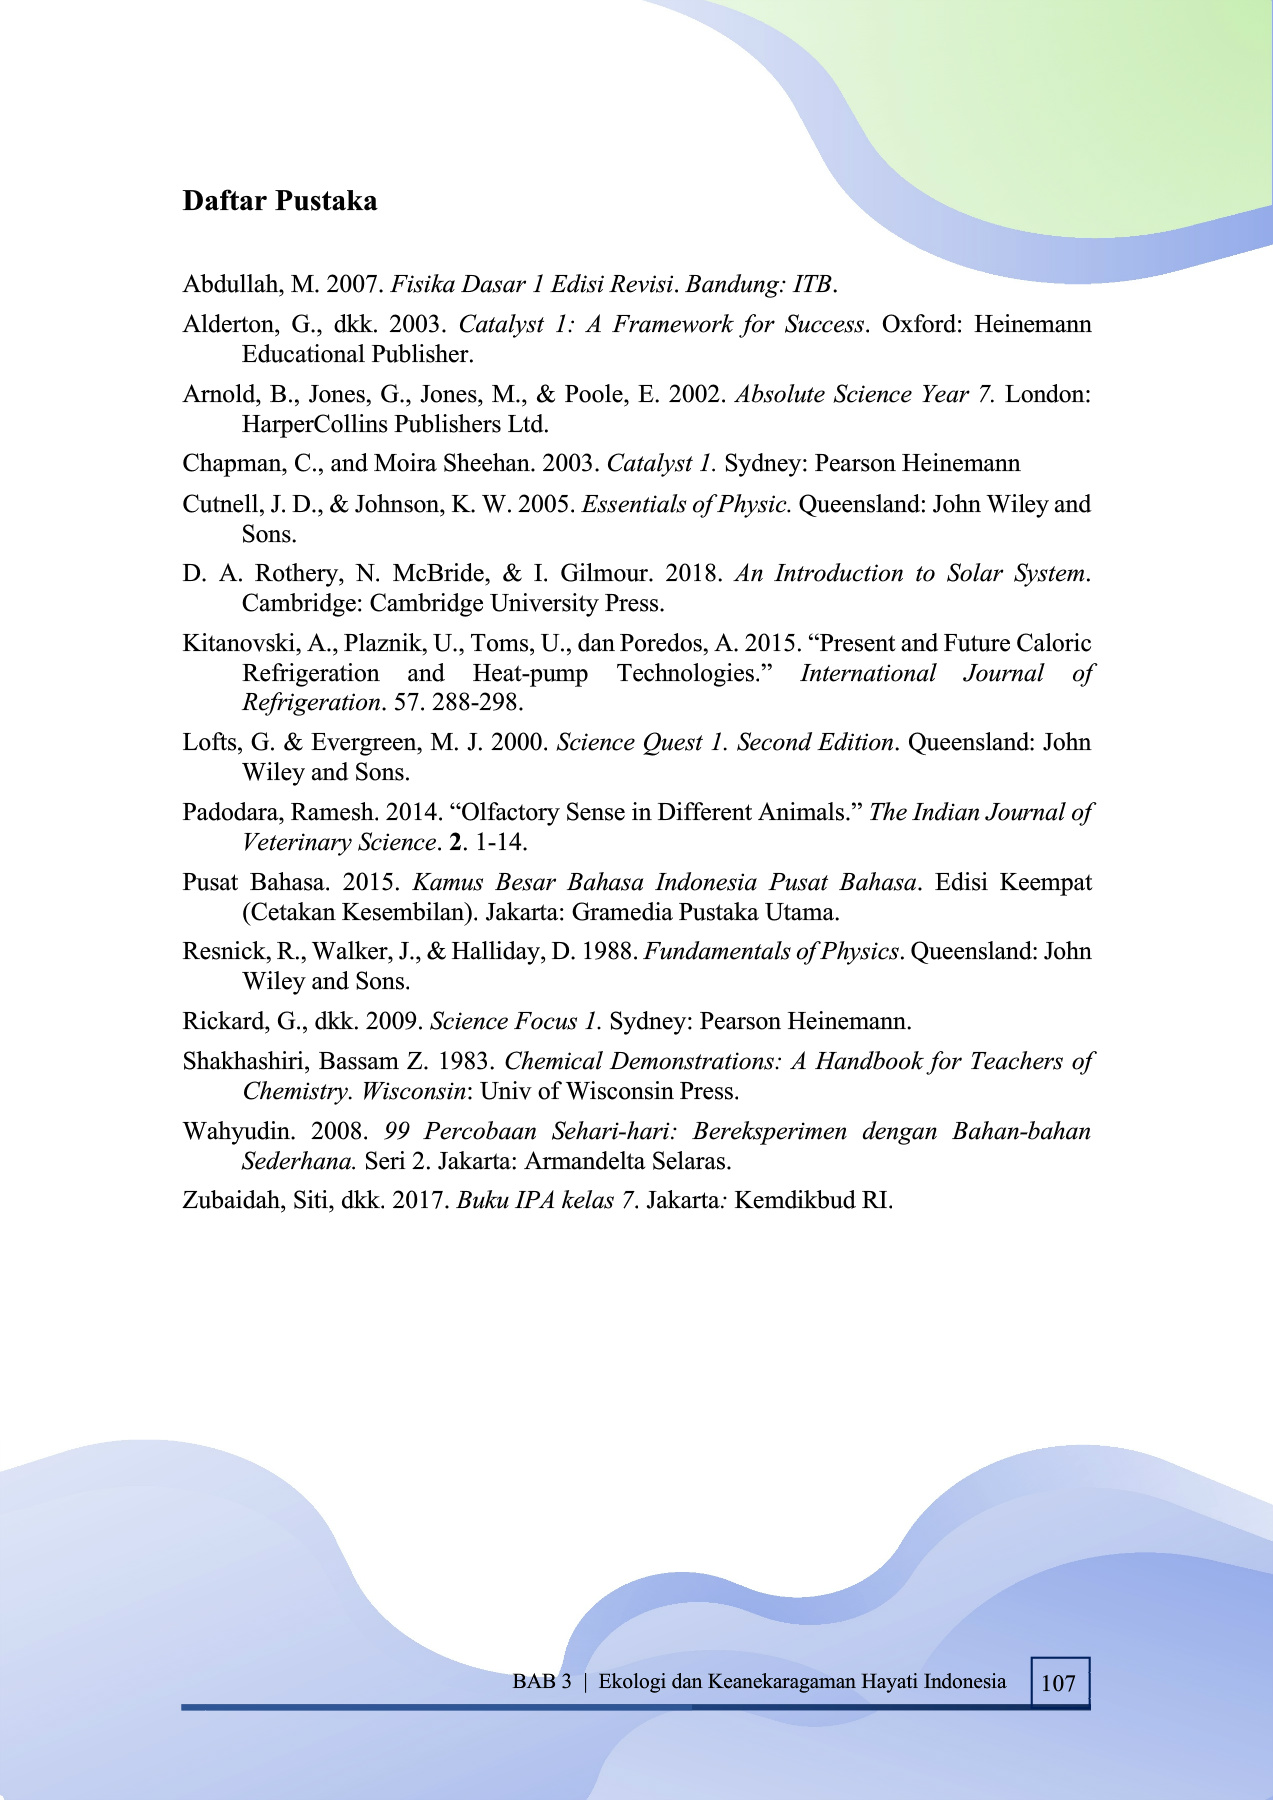 Daftar Pustaka
Abdullah, M. 2007. Fisika Dasar 1 Edisi Revisi. Bandung: ITB.
Alderton, G., dkk. 2003. Catalyst 1: A Framework for Success. Oxford: Heinemann
Educational Publisher.
Arnold, B., Jones, G., Jones, M., & Poole, E. 2002. Absolute Science Year 7. London:
HarperCollins Publishers Ltd.
Chapman, C., and Moira Sheehan. 2003. Catalyst 1. Sydney: Pearson Heinemann
Cutnell, J. D., & Johnson, K. W. 2005. Essentials of Physic. Queensland: John Wiley and
Sons.
D. A. Rothery, N. McBride, & I. Gilmour. 2018. An Introduction to Solar System.
Cambridge: Cambridge University Press.
Kitanovski, A., Plaznik, U., Toms, U., dan Poredos, A. 2015. “Present and Future Caloric
Refrigeration and Heat-pump Technologies.” International Journal of
Refrigeration. 57. 288-298.
Lofts, G. & Evergreen, M. J. 2000. Science Quest 1. Second Edition. Queensland: John
Wiley and Sons.
Padodara, Ramesh. 2014. “Olfactory Sense in Different Animals.” The Indian Journal of
Veterinary Science. 2. 1-14.
Pusat Bahasa. 2015. Kamus Besar Bahasa Indonesia Pusat Bahasa. Edisi Keempat
(Cetakan Kesembilan). Jakarta: Gramedia Pustaka Utama.
Resnick, R., Walker, J., & Halliday, D. 1988. Fundamentals of Physics. Queensland: John
Wiley and Sons.
Rickard, G., dkk. 2009. Science Focus 1. Sydney: Pearson Heinemann.
Shakhashiri, Bassam Z. 1983. Chemical Demonstrations: A Handbook for Teachers of
Chemistry. Wisconsin: Univ of Wisconsin Press.
Wahyudin. 2008. 99 Percobaan Sehari-hari: Bereksperimen dengan Bahan-bahan
Sederhana. Seri 2. Jakarta: Armandelta Selaras.
Zubaidah, Siti, dkk. 2017. Buku IPA kelas 7. Jakarta: Kemdikbud RI.
BAB 3 | Ekologi dan Keanekaragaman Hayati Indonesia 107